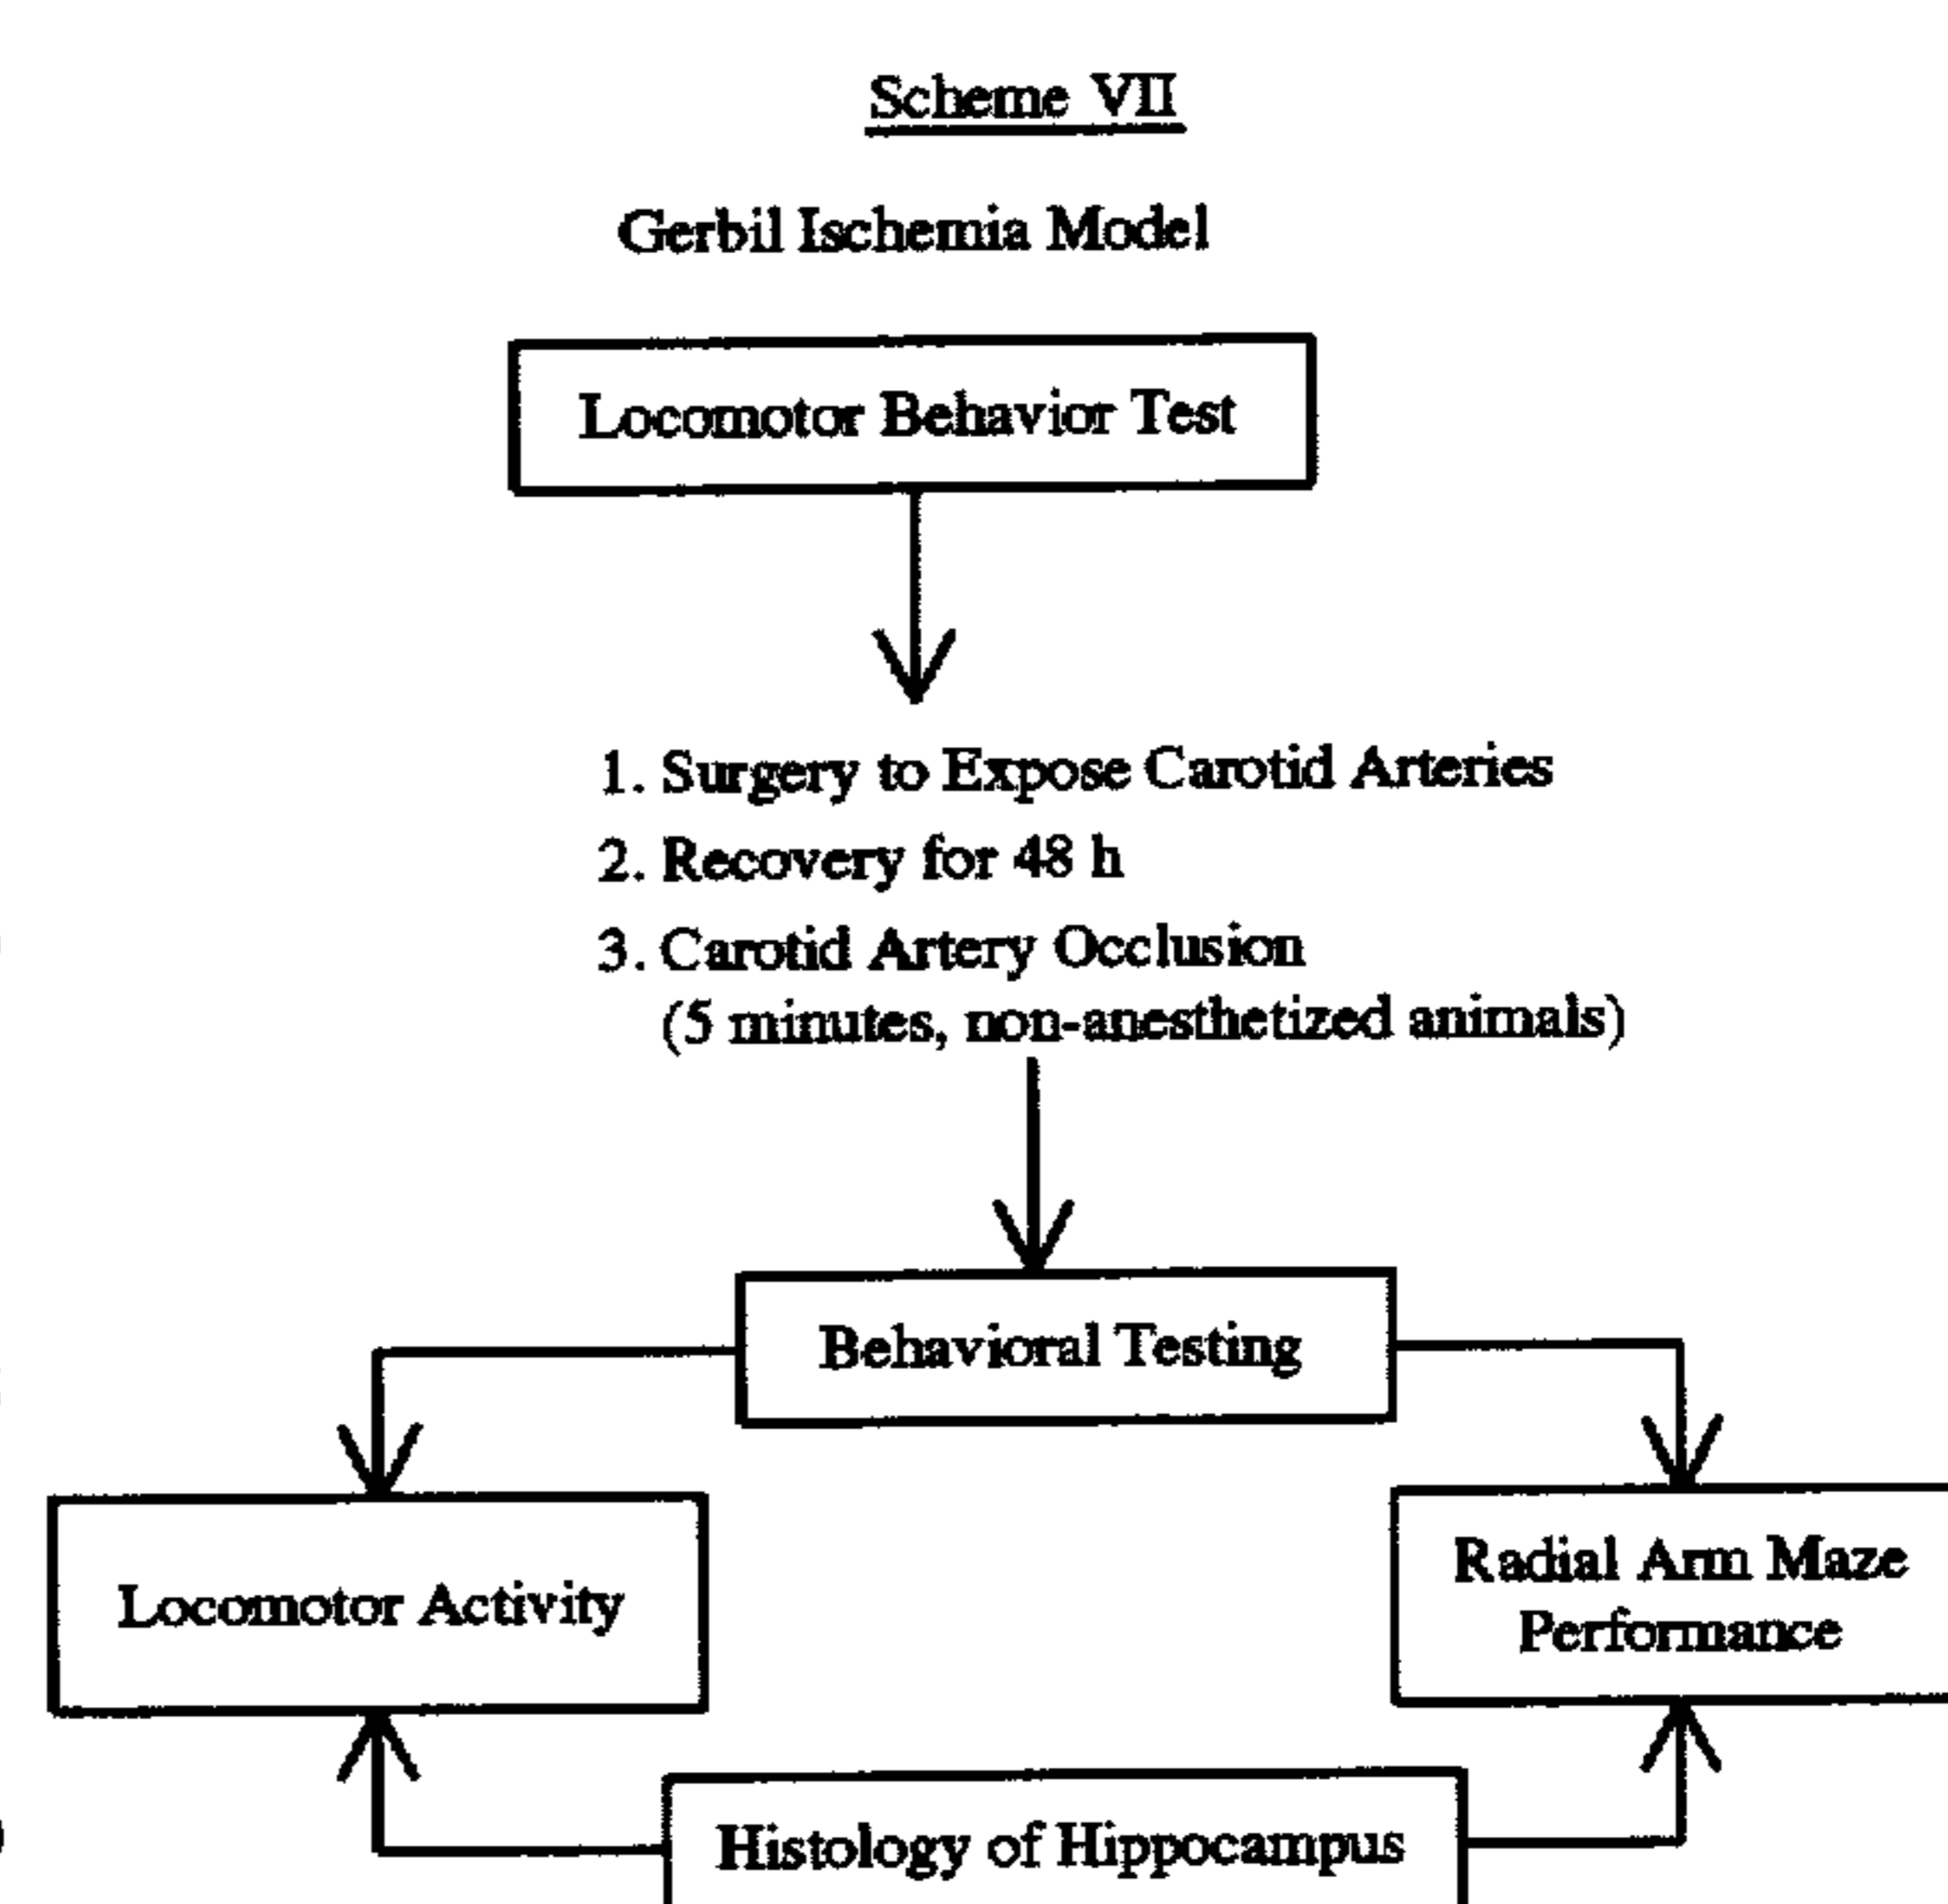 Scheme VII
Gerbil Ischemia Model
Locomotor Behavior Test
1. Surgery to Expose Carotid Arteries
2. Recovery for 48 h
3. Carotid Artery Occlusion
(5 minutes, non-anesthetized animals)
Behavioral Testing
Locomotor Activity
Radial Arm Maze
Performance
Histology of Hippocampus